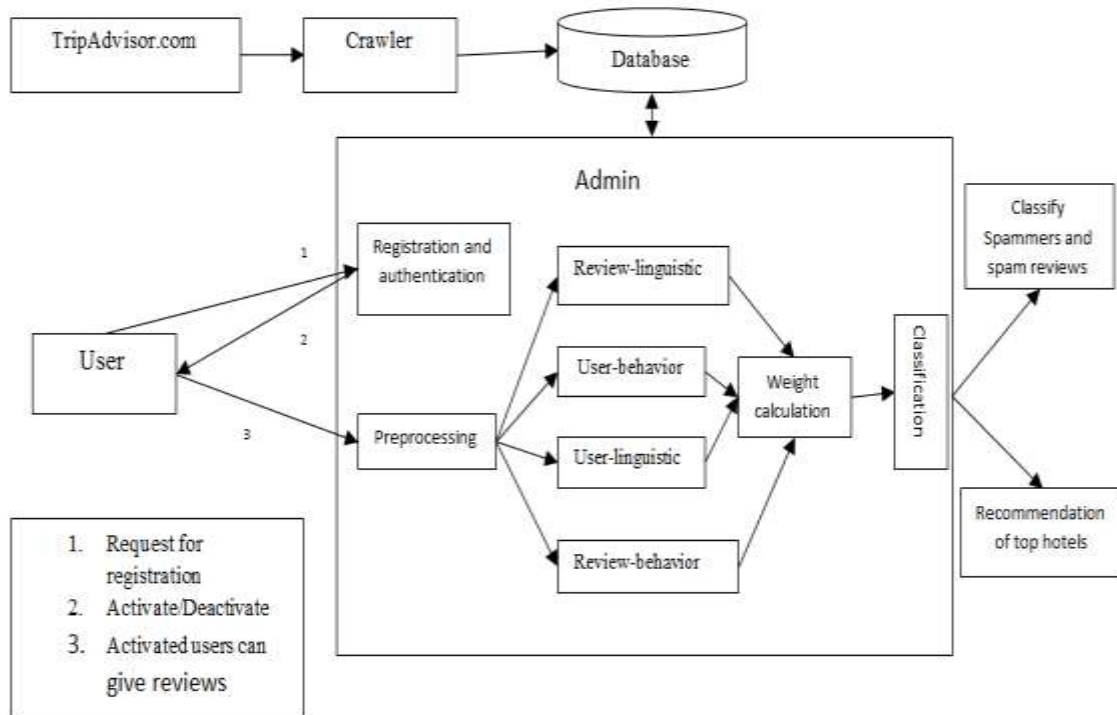 TripAdvisor.com
Crawler
Database
Admin
Registration and
authentication
1
2
User
3
Preprocessing
Review-linguistic
User-behavior
User-linguistic
Review-behavior
Weight
calculation
Classification
Classify
Spammers and
spam reviews
Recommendation
of top hotels
1. Request for
registration
2. Activate/Deactivate
3. Activated users can
give reviews